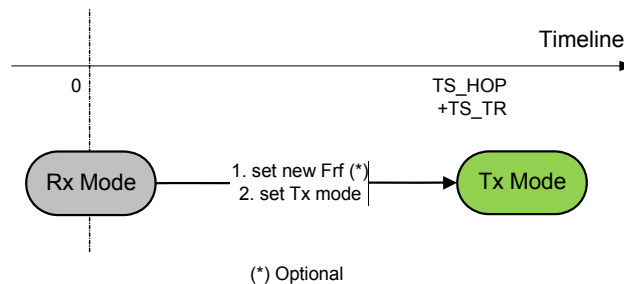 Timeline
0
TS_HOP
+TS_TR
Rx Mode
1. set new Frf (*)
2. set Tx mode
Tx Mode
(*) Optional